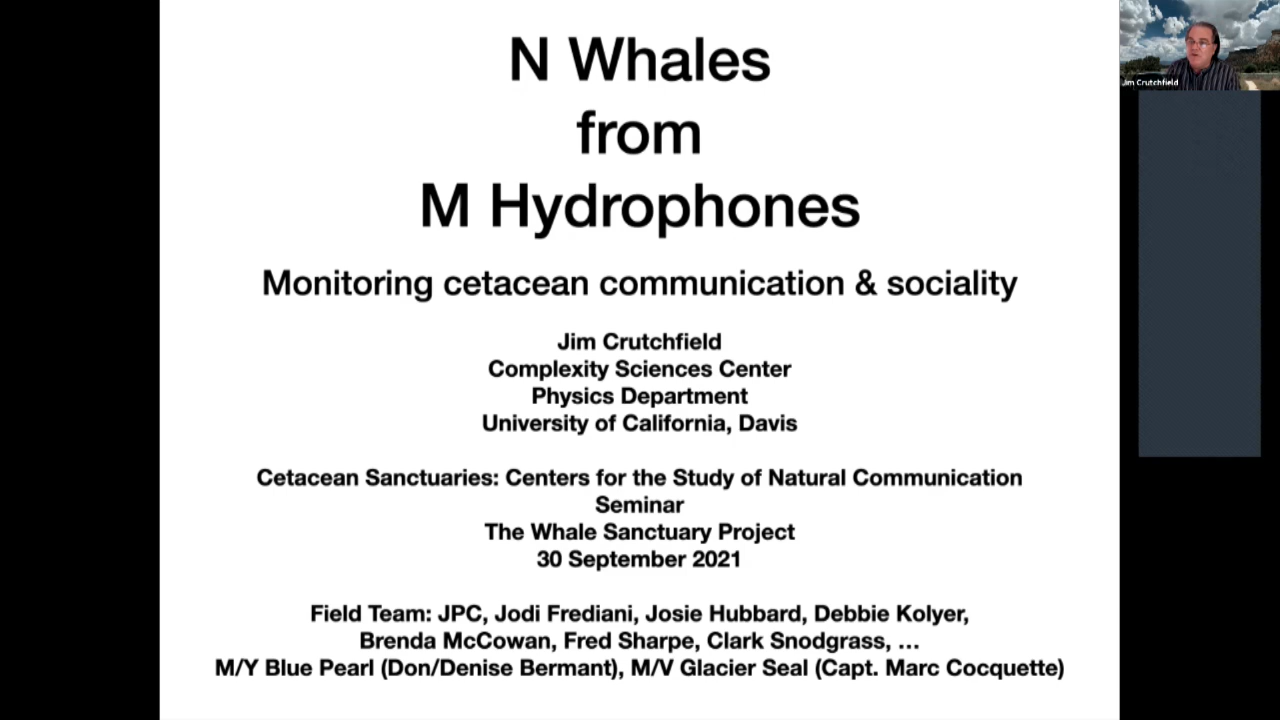 N Whales
from
M Hydrophones
Monitoring cetacean communication & sociality
Jim Crutchfield
Complexity Sciences Center
Physics Department
University of California, Davis
Cetacean Sanctuaries: Centers for the Study of Natural Communication
Seminar
The Whale Sanctuary Project
30 September 2021
Field Team: JPC, Jodi Frediani, Josie Hubbard, Debbie Kolyer,
Brenda McCowan, Fred Sharpe, Clark Snodgrass, …
M/Y Blue Pearl (Don/Denise Bermant), M/V Glacier Seal (Capt. Marc Cocquette)
Jim Crutchfield